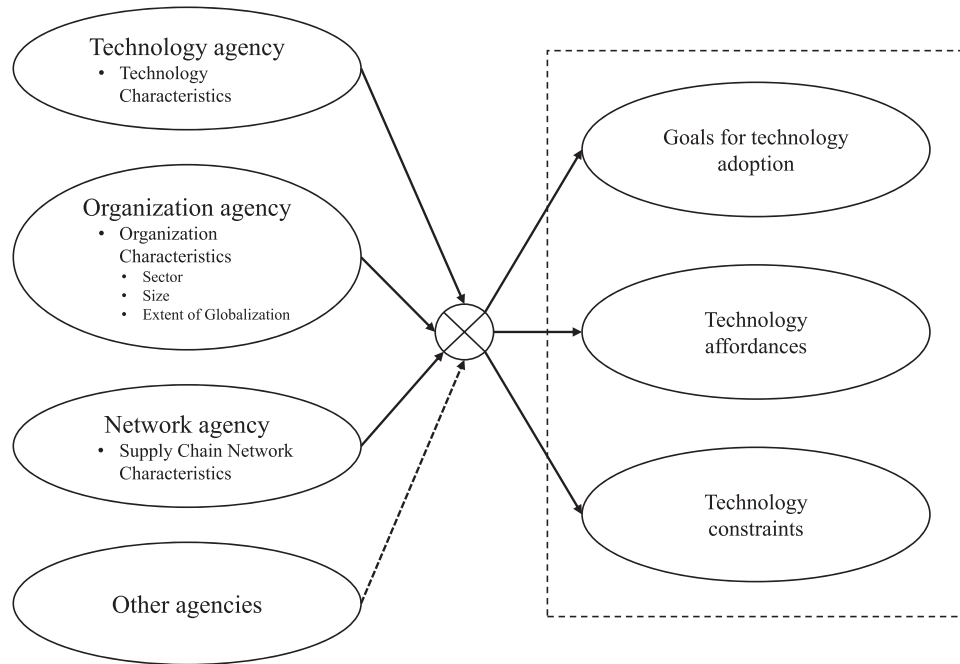 Technology agency
• Technology
Characteristics
Organization agency
• Organization
Characteristics
• Sector
• Size
• Extent of Globalization
Network agency
• Supply Chain Network
Characteristics
Other agencies
Goals for technology
adoption
Technology
affordances
Technology
constraints